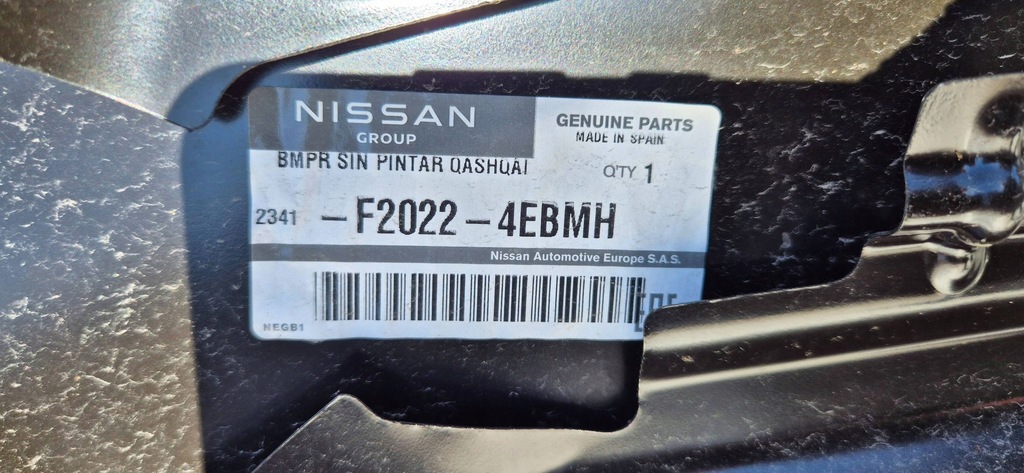 NISSAN
GROUP
GENUINE PARTS
MADE IN SPAIN
BMPR SIN PINTAR QASHQAI
Q'TY 1
2341 – F2022 – 4EBMH
Nissan Automotive Europe S.A.S.
NEGB1